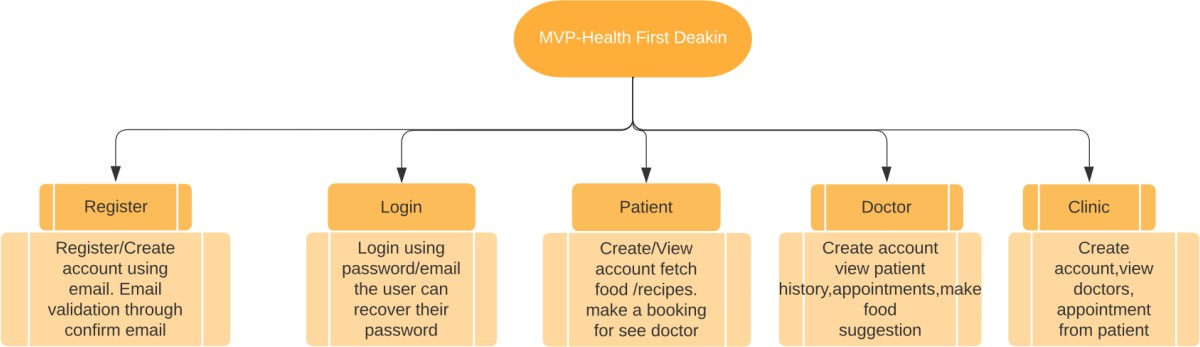 MVP-Health First Deakin
Register
Register/Create
account using
email. Email
validation through
confirm email
Login
Login using
password/email
the user can
recover their
password
Patient
Create/View
account fetch
food /recipes.
make a booking
for see doctor
Doctor
Create account
view patient
history,appointments,make
food
suggestion
Clinic
Create
account,view
doctors,
appointment
from patient